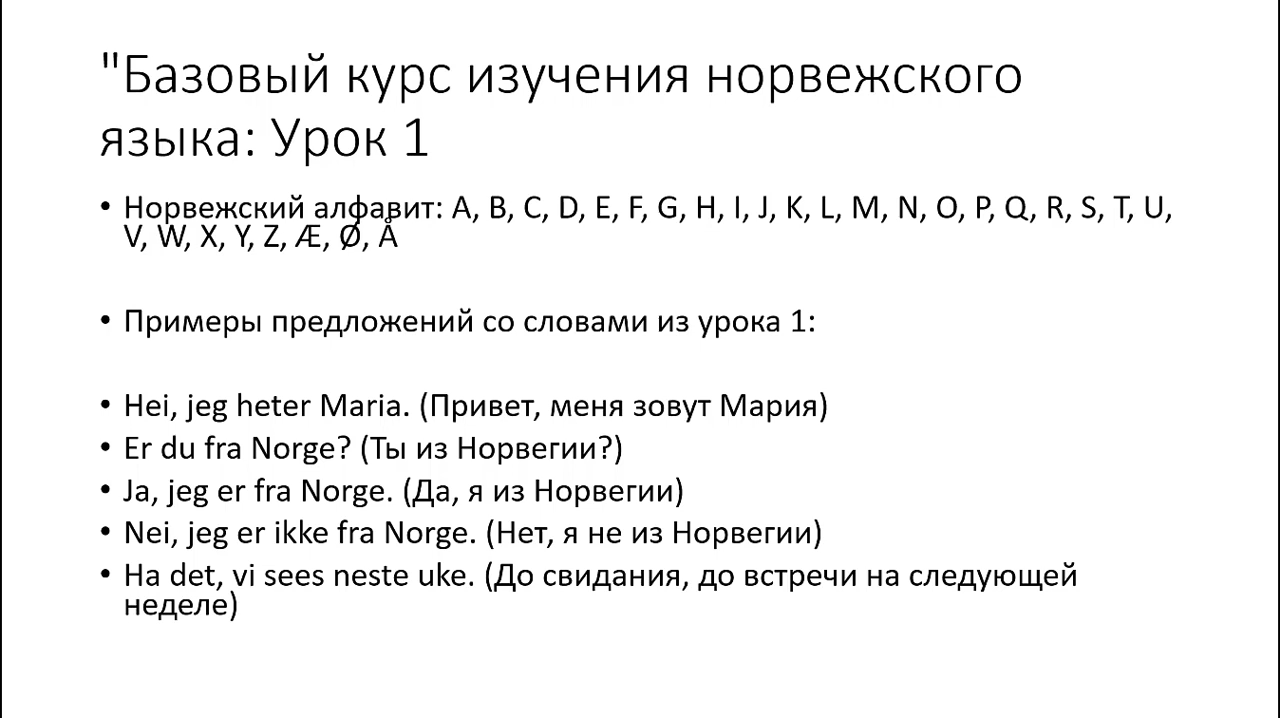 "Базовый курс изучения норвежского
языка: Урок 1
• Норвежский алфавит: A, B, C, D, E, F, G, H, I, J, K, L, M, N, O, P, Q, R, S, T, U,
V, W, X, Y, Z, Æ, Ø, Å
• Примеры предложений со словами из урока 1:
• Hei, jeg heter Maria. (Привет, меня зовут Мария)
• Er du fra Norge? (Ты из Норвегии?)
• Ja, jeg er fra Norge. (Да, я из Норвегии)
• Nei, jeg er ikke fra Norge. (Нет, я не из Норвегии)
• Ha det, vi sees neste uke. (До свидания, до встречи на следующей
неделе)